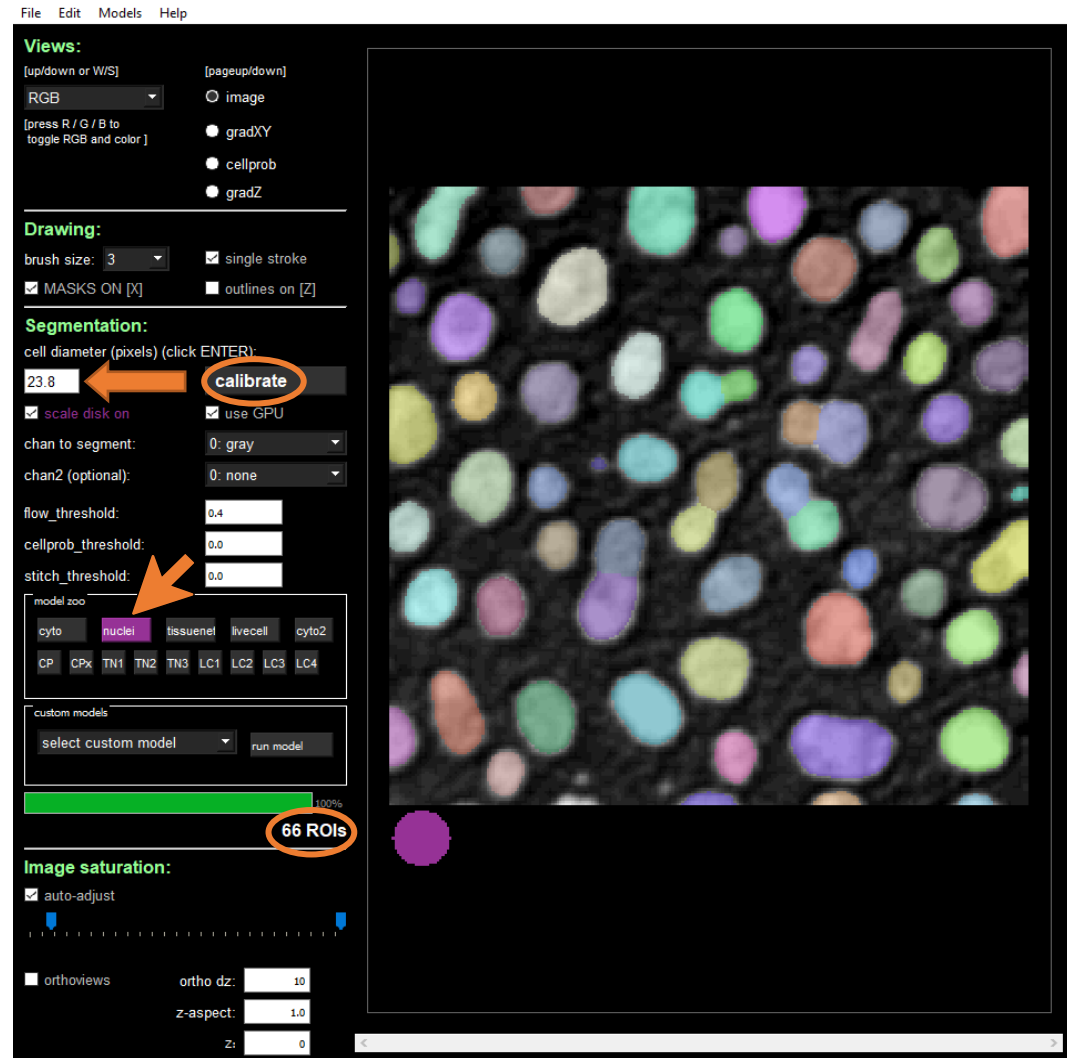 File Edit Models Help
Views:
[up/down or W/S] [pageup/down]
RGB image
[press R / G / B to
toggle RGB and color ]
gradXY
cellprob
gradZ
Drawing:
brush size: 3 single stroke
MASKS ON [X] outlines on [Z]
Segmentation:
cell diameter (pixels) (click ENTER):
23.8 calibrate
scale disk on use GPU
chan to segment: 0: gray
chan2 (optional): 0: none
flow_threshold: 0.4
cellprob_threshold: 0.0
stitch_threshold: 0.0
model zoo
cyto nuclei tissuenet livecell cyto2
CP CPx TN1 TN2 TN3 LC1 LC2 LC3 LC4
custom models
select custom model run model
100%
66 ROIs
Image saturation:
auto-adjust
orthoviews ortho dz: 10
z-aspect: 1.0
Z: 0